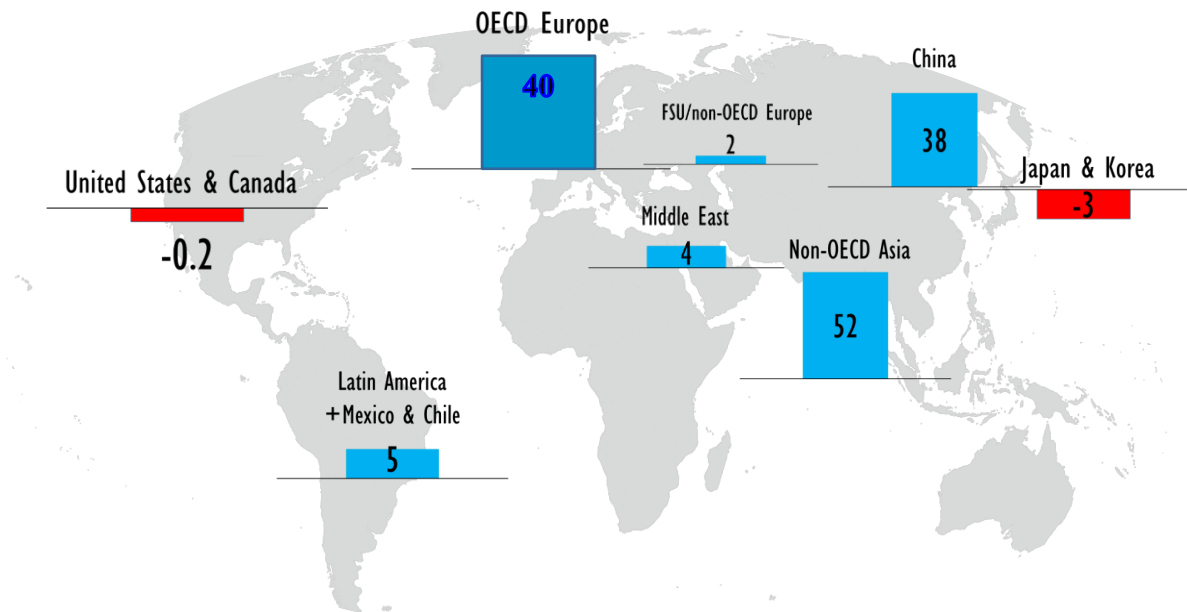 OECD Europe
40
China
38
FSU/non-OECD Europe
2
United States & Canada
-0.2
Japan & Korea
-3
Middle East
4
Non-OECD Asia
52
Latin America
+Mexico & Chile
5